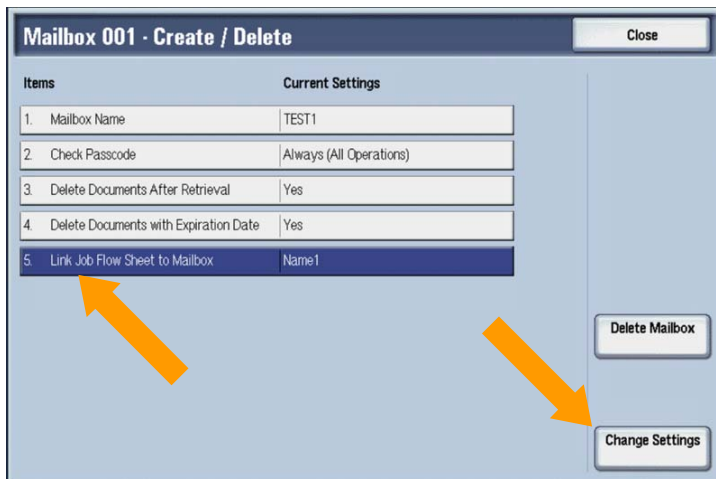 Mailbox 001 - Create / Delete
Close
Items Current Settings
1. Mailbox Name TEST1
2. Check Passcode Always (All Operations)
3. Delete Documents After Retrieval Yes
4. Delete Documents with Expiration Date Yes
5. Link Job Flow Sheet to Mailbox Name1
Delete Mailbox
Change Settings